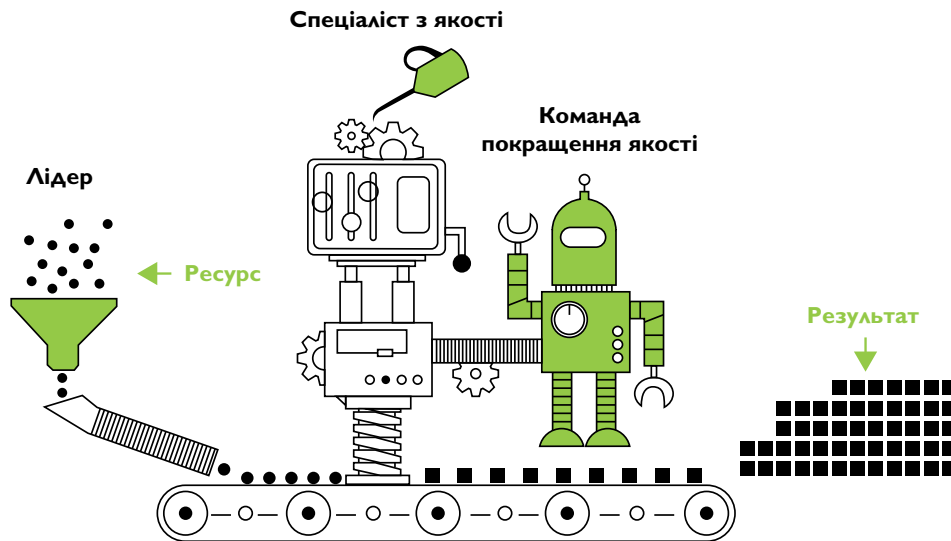 Спеціаліст з якості
Команда
покращення якості
Лідер
Ресурс
Результат